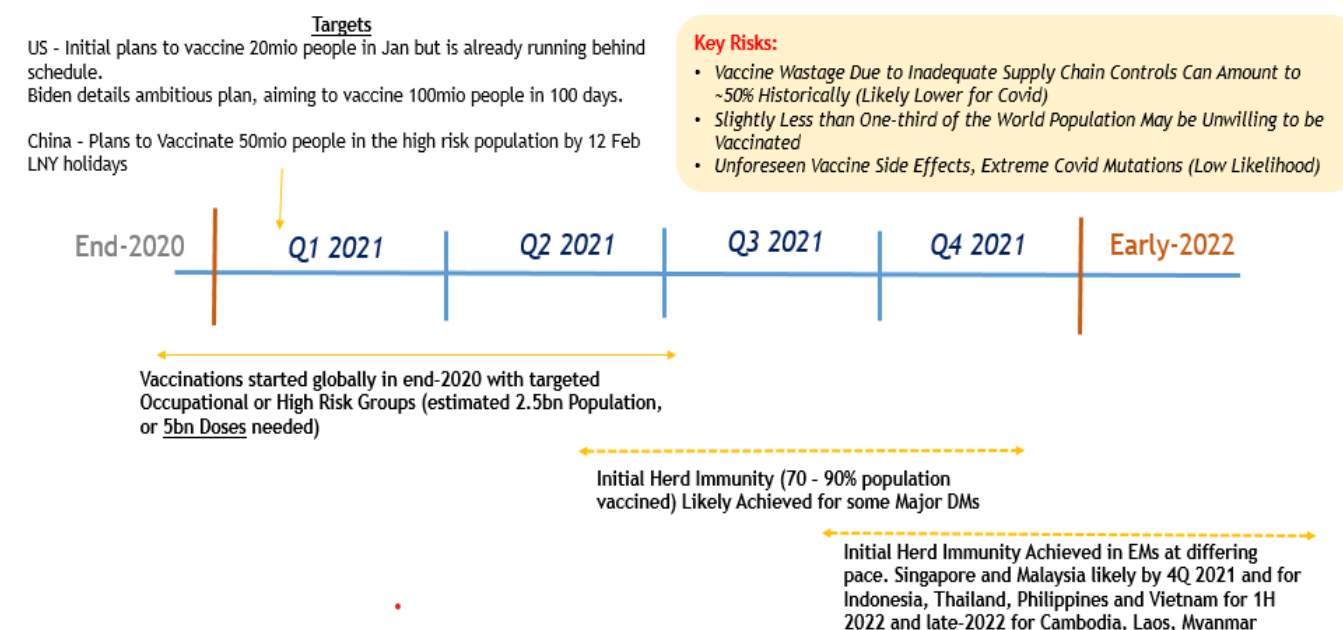 Targets
US - Initial plans to vaccine 20mio people in Jan but is already running behind
schedule.
Biden details ambitious plan, aiming to vaccine 100mio people in 100 days.
China - Plans to Vaccinate 50mio people in the high risk population by 12 Feb
LNY holidays
Key Risks:
• Vaccine Wastage Due to Inadequate Supply Chain Controls Can Amount to
~50% Historically (Likely Lower for Covid)
• Slightly Less than One-third of the World Population May be Unwilling to be
Vaccinated
• Unforeseen Vaccine Side Effects, Extreme Covid Mutations (Low Likelihood)
End-2020 Q1 2021 Q2 2021 Q3 2021 Q4 2021 Early-2022
Vaccinations started globally in end-2020 with targeted
Occupational or High Risk Groups (estimated 2.5bn Population,
or 5bn Doses needed)
Initial Herd Immunity (70 - 90% population
vaccined) Likely Achieved for some Major DMs
Initial Herd Immunity Achieved in EMs at differing
pace. Singapore and Malaysia likely by 4Q 2021 and for
Indonesia, Thailand, Philippines and Vietnam for 1H
2022 and late-2022 for Cambodia, Laos, Myanmar